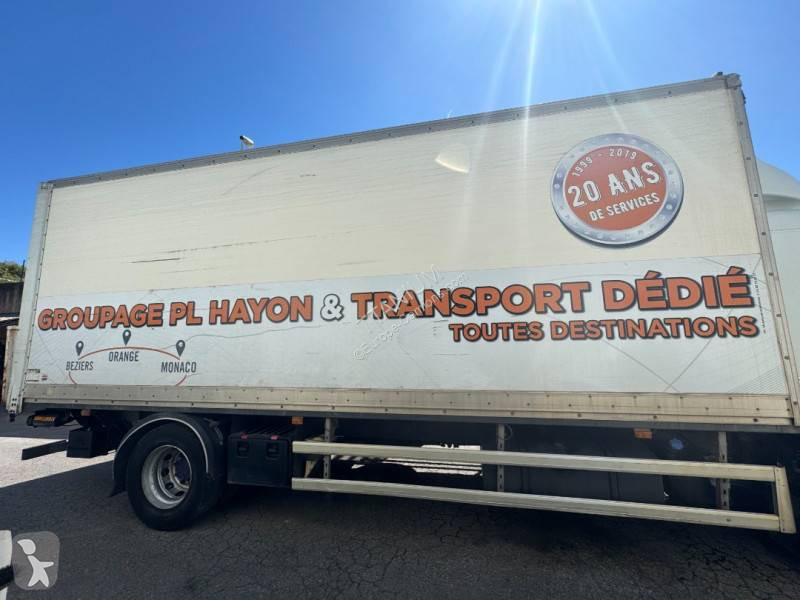 1999 - 2019
20 ANS
DE SERVICES
GROUPAGE PL HAYON & TRANSPORT DÉDIÉ
TOUTES DESTINATIONS
BEZIERS
ORANGE
MONACO